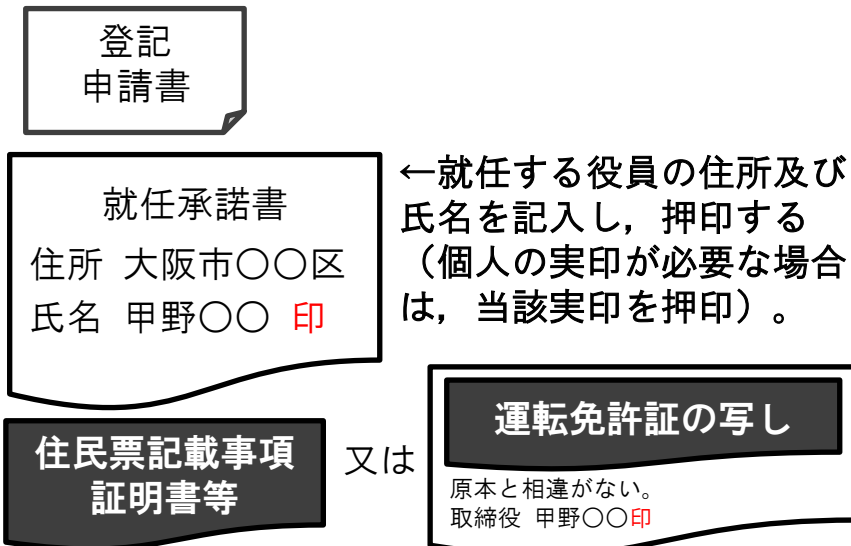 登記
申請書
就任承諾書
住所 大阪市〇〇区
氏名 甲野〇〇 印
←就任する役員の住所及び
氏名を記入し，押印する
（個人の実印が必要な場合
は，当該実印を押印）。
住民票記載事項
証明書等
又は
運転免許証の写し
原本と相違がない。
取締役 甲野〇〇印